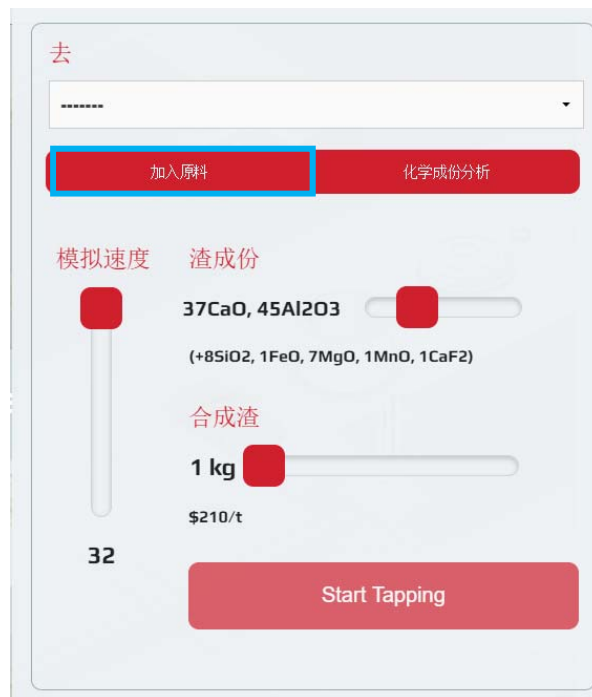 去
-------
加入原料 化学成份分析
模拟速度 渣成份
37CaO, 45Al2O3
(+8SiO2, 1FeO, 7MgO, 1MnO, 1CaF2)
合成渣
1 kg
$210/t
32
Start Tapping